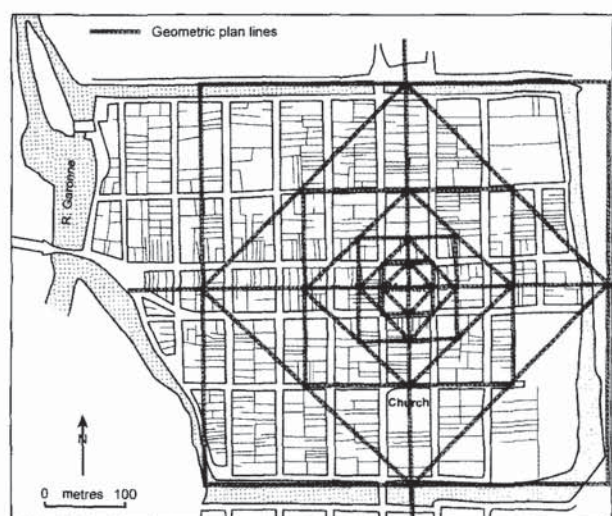 Geometric plan lines
R. Garonne
Church
N
0 metres 100